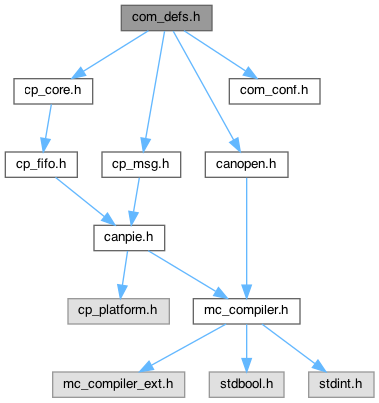 com_defs.h
cp_core.h
com_conf.h
cp_fifo.h
cp_msg.h
canopen.h
canpie.h
cp_platform.h
mc_compiler.h
mc_compiler_ext.h
stdbool.h
stdint.h